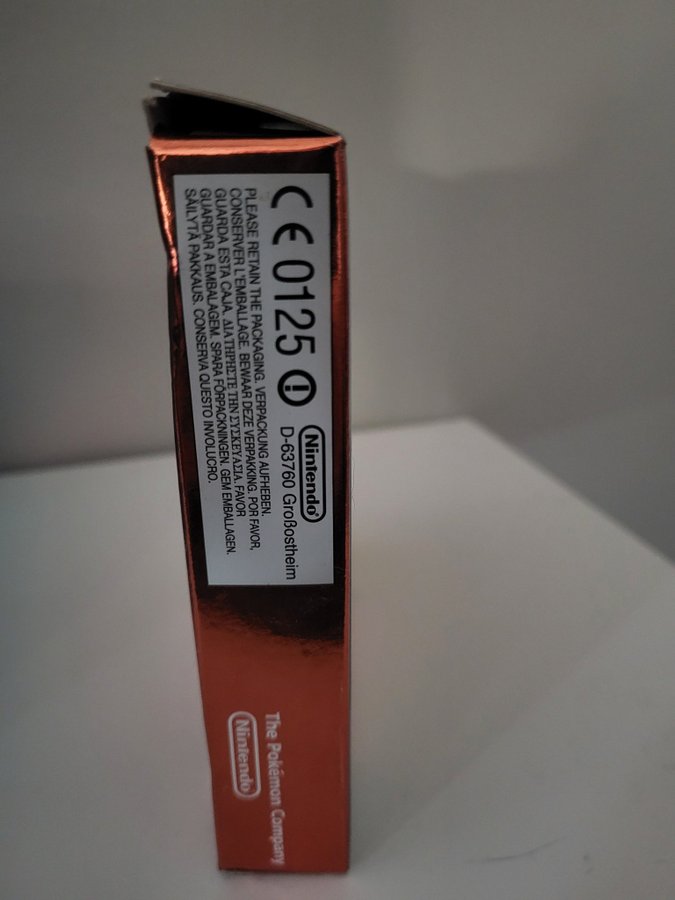 CE 0125
Nintendo®
D-63760 Großostheim
PLEASE RETAIN THE PACKAGING. VERPACKUNG AUFHEBEN.
CONSERVER L'EMBALLAGE. BEWAAR DEZE VERPAKKING. POR FAVOR,
GUARDA ESTA CAJA. ΔΙΑΤΗΡΗΣΤΕ ΤΗΝ ΣΥΣΚΕΥΑΣΙΑ. FAVOR
GUARDAR A EMBALAGEM. SPARA FÖRPACKNINGEN. GEM EMBALLAGEN.
SÄILYTÄ PAKKAUS. CONSERVA QUESTO INVOLUCRO.
The Pokémon Company
Nintendo